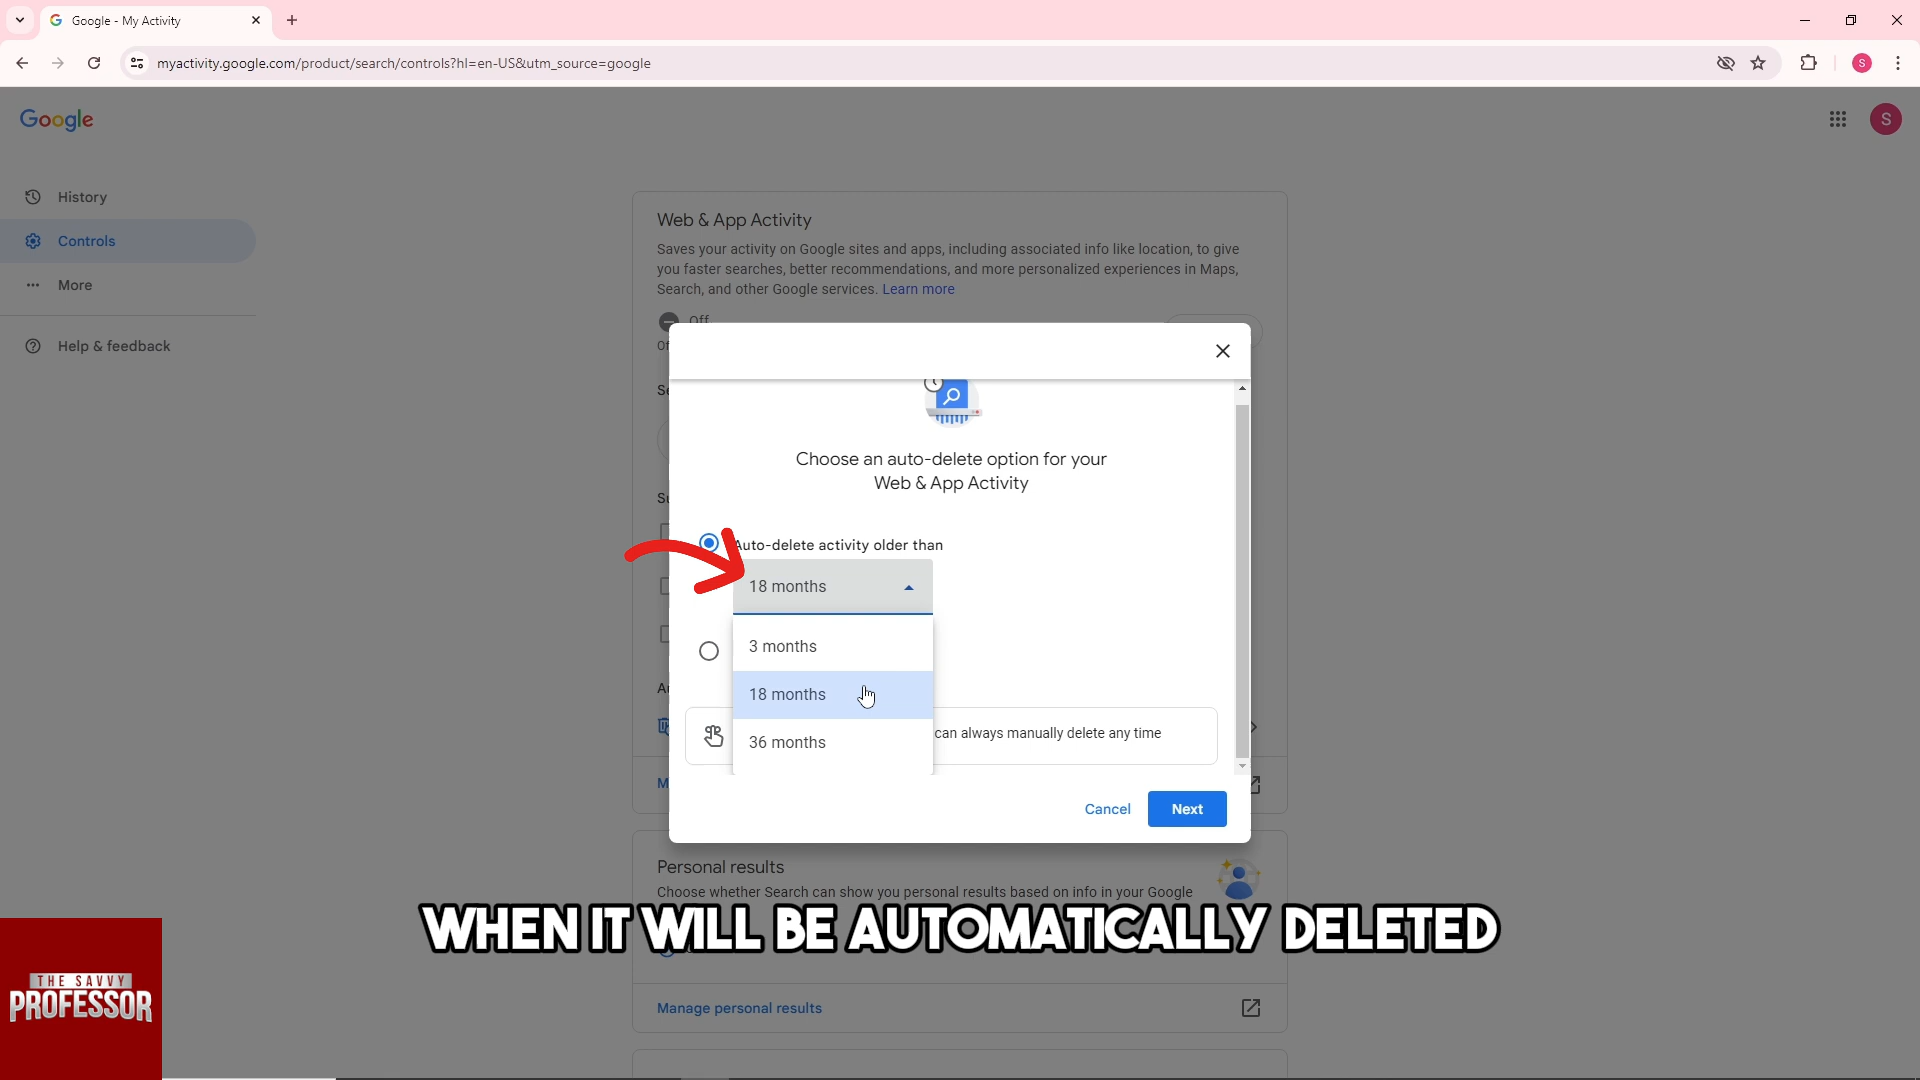 Google - My Activity
myactivity.google.com/product/search/controls?hl=en-US&utm_source=google
S
Google
S
History
Controls
More
Help & feedback
Web & App Activity
Saves your activity on Google sites and apps, including associated info like location, to give
you faster searches, better recommendations, and more personalized experiences in Maps,
Search, and other Google services. Learn more
Off
Choose an auto-delete option for your
Web & App Activity
Auto-delete activity older than
18 months
3 months
18 months
36 months
can always manually delete any time
Cancel
Next
Personal results
Choose whether Search can show you personal results based on info in your Google
WHEN IT WILL BE AUTOMATICALLY DELETED
Manage personal results
THE SAVVY
PROFESSOR